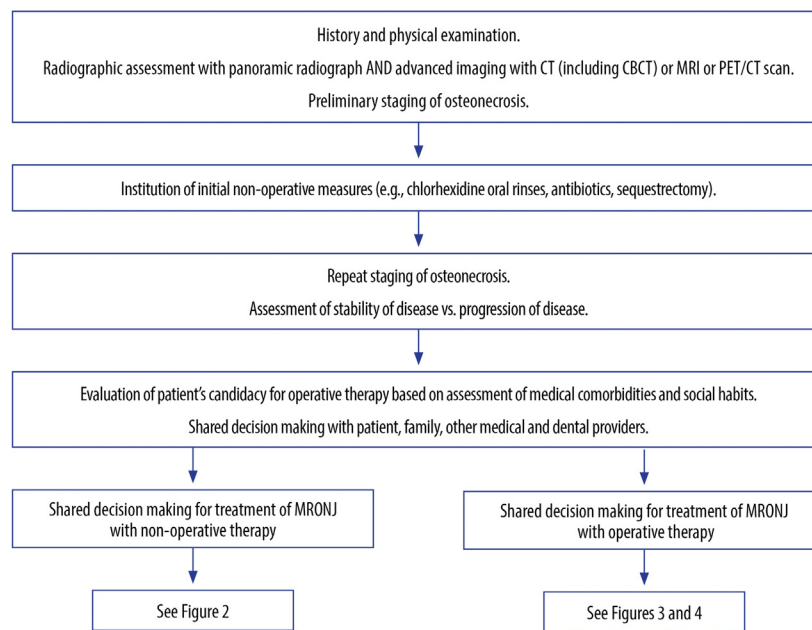 History and physical examination.
Radiographic assessment with panoramic radiograph AND advanced imaging with CT (including CBCT) or MRI or PET/CT scan.
Preliminary staging of osteonecrosis.
Institution of initial non-operative measures (e.g., chlorhexidine oral rinses, antibiotics, sequestrectomy).
Repeat staging of osteonecrosis.
Assessment of stability of disease vs. progression of disease.
Evaluation of patient's candidacy for operative therapy based on assessment of medical comorbidities and social habits.
Shared decision making with patient, family, other medical and dental providers.
Shared decision making for treatment of MRONJ
with non-operative therapy
Shared decision making for treatment of MRONJ
with operative therapy
See Figure 2
See Figures 3 and 4